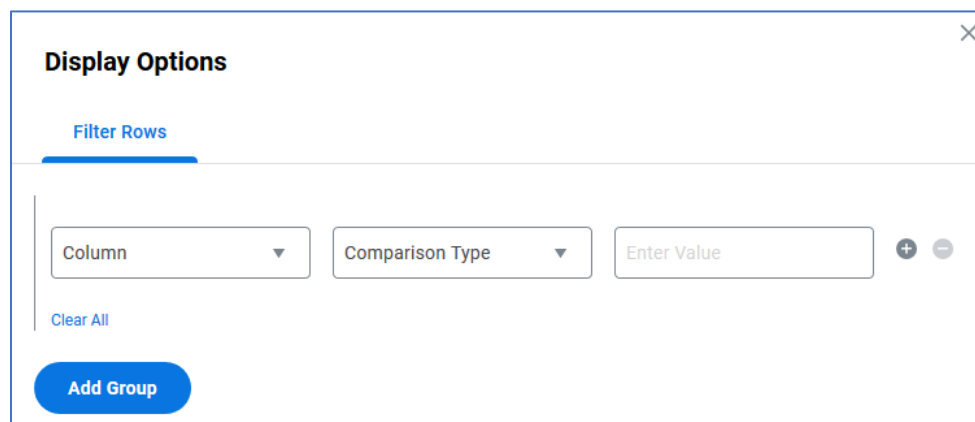 Display Options
Filter Rows
Column Comparison Type Enter Value
Clear All
Add Group